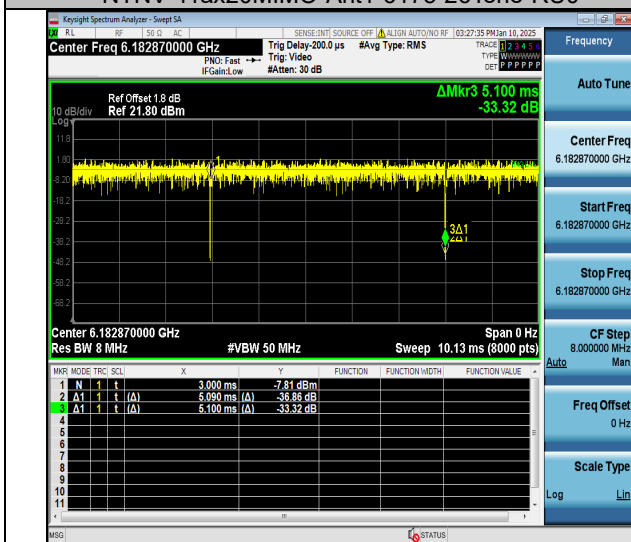 Keysight Spectrum Analyzer - Swept SA
RL RF 50 Ω AC SENSE:INT SOURCE OFF ALIGN AUTO/NO RF 03:27:35 PM Jan 10, 2025
Center Freq 6.182870000 GHz
PNO: Fast
IFGain:Low
Trig Delay-200.0 µs
Trig: Video
#Atten: 30 dB
#Avg Type: RMS
TRACE 1 2 3 4 5 6
TYPE WWWWWW
DET P P P P P P
Frequency
ΔMkr3 5.100 ms
-33.32 dB
Ref Offset 1.8 dB
10 dB/div Ref 21.80 dBm
Log
11.8
1.80
-8.20
-18.2
-28.2
-38.2
-48.2
-58.2
-68.2
1
3Δ1
2Δ1
Center 6.182870000 GHz Span 0 Hz
Res BW 8 MHz #VBW 50 MHz Sweep 10.13 ms (8000 pts)
MKR MODE TRC SCL X Y FUNCTION FUNCTION WIDTH FUNCTION VALUE
1 N 1 t 3.000 ms -7.81 dBm
2 Δ1 1 t (Δ) 5.090 ms (Δ) -36.86 dB
3 Δ1 1 t (Δ) 5.100 ms (Δ) -33.32 dB
4
5
6
7
8
9
10
11
MSG STATUS
Auto Tune
Center Freq
6.182870000 GHz
Start Freq
6.182870000 GHz
Stop Freq
6.182870000 GHz
CF Step
8.000000 MHz
Auto Man
Freq Offset
0 Hz
Scale Type
Log Lin